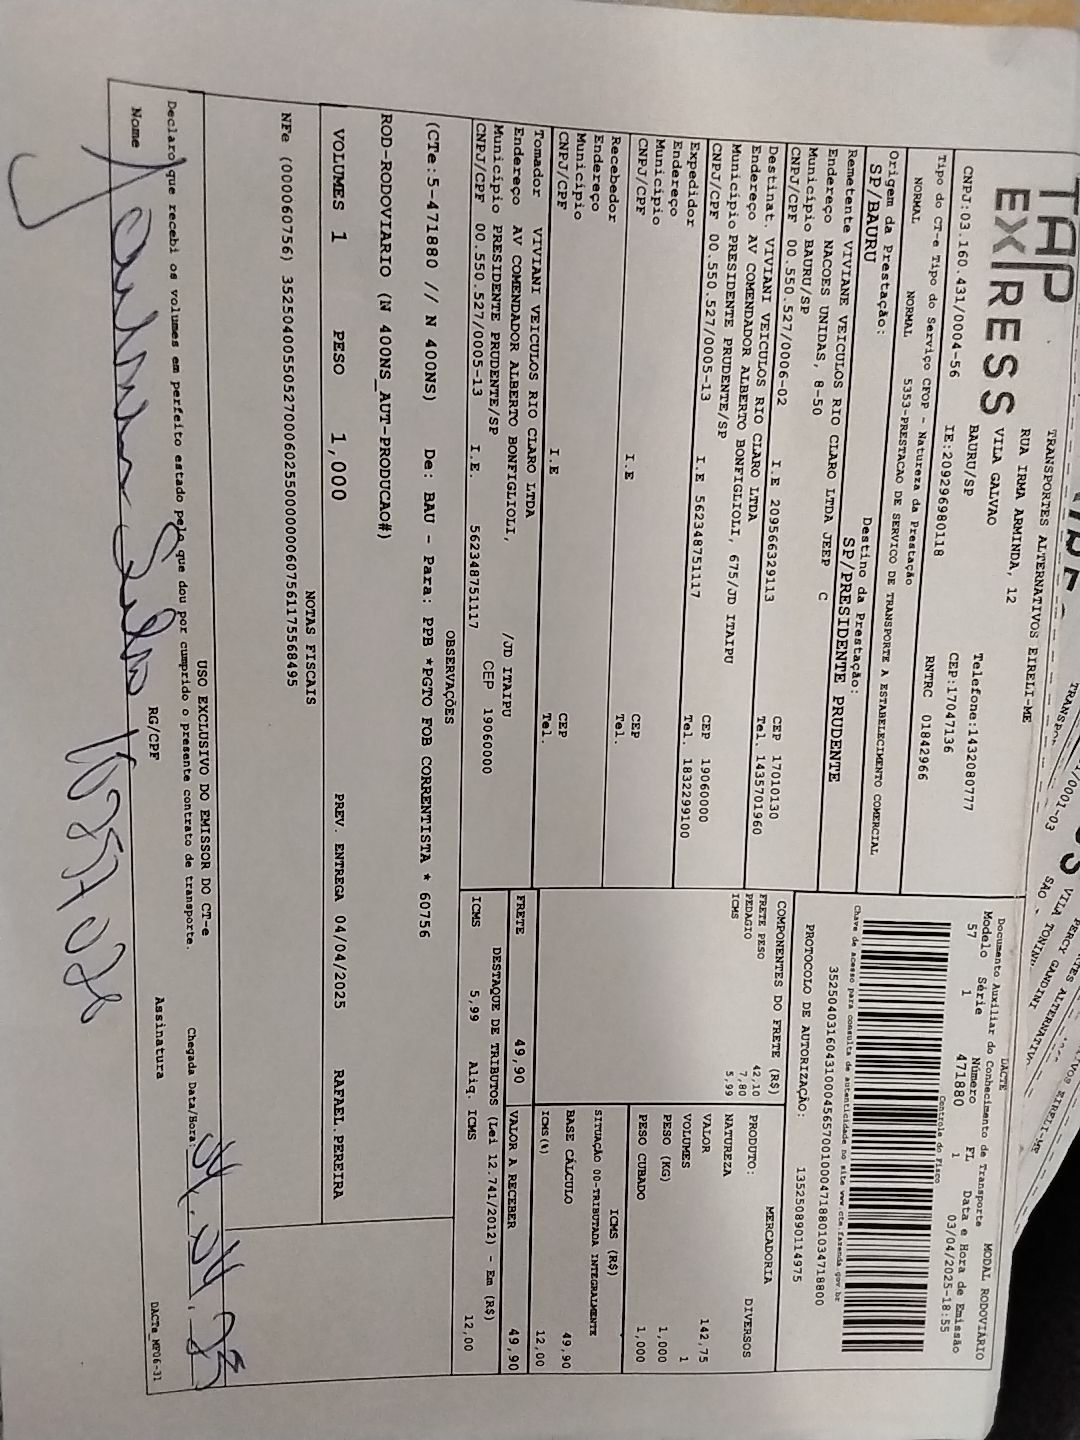 TAP
EXPRESS
TRANSPORTES ALTERNATIVOS EIRELI-ME
RUA IRMA ARMINDA, 12
VILA GALVAO
BAURU/SP
Telefone:1432080777
CEP:17047136
CNPJ:03.160.431/0004-56 IE:209296980118 RNTRC 01842966
Tipo do CT-e Tipo do Serviço CFOP - Natureza da Prestação
NORMAL NORMAL 5353-PRESTACAO DE SERVICO DE TRANSPORTE A ESTABELECIMENTO COMERCIAL
Origem da Prestação: Destino da Prestação:
SP/BAURU SP/PRESIDENTE PRUDENTE
Remetente VIVIANE VEICULOS RIO CLARO LTDA JEEP C
Endereço NACOES UNIDAS, 8-50
Município BAURU/SP CEP 17010130
CNPJ/CPF 00.550.527/0006-02 I.E 209566329113 Tel. 1435701960
Destinat. VIVIANI VEICULOS RIO CLARO LTDA
Endereço AV COMENDADOR ALBERTO BONFIGLIOLI, 675/JD ITAIPU
Município PRESIDENTE PRUDENTE/SP CEP 19060000
CNPJ/CPF 00.550.527/0005-13 I.E 562348751117 Tel. 1832299100
Expedidor
Endereço
Município CEP
CNPJ/CPF I.E Tel.
Recebedor
Endereço
Município CEP
CNPJ/CPF I.E Tel.
Tomador VIVIANI VEICULOS RIO CLARO LTDA
Endereço AV COMENDADOR ALBERTO BONFIGLIOLI, /JD ITAIPU
Município PRESIDENTE PRUDENTE/SP CEP 19060000
CNPJ/CPF 00.550.527/0005-13 I.E. 562348751117
DACTE MODAL RODOVIÁRIO
Documento Auxiliar do Conhecimento de Transporte
Modelo Série Número FL Data e Hora de Emissão
57 1 471880 1 03/04/2025-18:55
Controle do Fisco
Chave de acesso para consulta de autenticidade no site www.cte.fazenda.gov.br
35250403160431000456570010004718801034718800
PROTOCOLO DE AUTORIZAÇÃO: 135250890114975
COMPONENTES DO FRETE (R$)
FRETE PESO 42,10
PEDAGIO 7,80
ICMS 5,99
FRETE 49,90
MERCADORIA
PRODUTO: DIVERSOS
NATUREZA
VALOR 142,75
VOLUMES 1
PESO (KG) 1,000
PESO CUBADO 1,000
ICMS (R$)
SITUAÇÃO 00-TRIBUTADA INTEGRALMENTE
BASE CÁLCULO 49,90
ICMS(%) 12,00
VALOR A RECEBER 49,90
DESTAQUE DE TRIBUTOS (Lei 12.741/2012) - Em (R$)
ICMS 5,99 Aliq. ICMS 12,00
OBSERVAÇÕES
(CTe:5-471880 // N 400NS) De: BAU - Para: PPB *PGTO FOB CORRENTISTA * 60756
ROD-RODOVIARIO (N 400NS_AUT-PRODUCAO#)
VOLUMES 1 PESO 1,000 PREV. ENTREGA 04/04/2025 RAFAEL.PEREIRA
NOTAS FISCAIS
NFe (000060756) 35250400550527000602550000000607561175568495
USO EXCLUSIVO DO EMISSOR DO CT-e
Declaro que recebi os volumes em perfeito estado pelo que dou por cumprido o presente contrato de transporte. Chegada Data/Hora:
Nome RG/CPF Assinatura DACTe_MP06-31